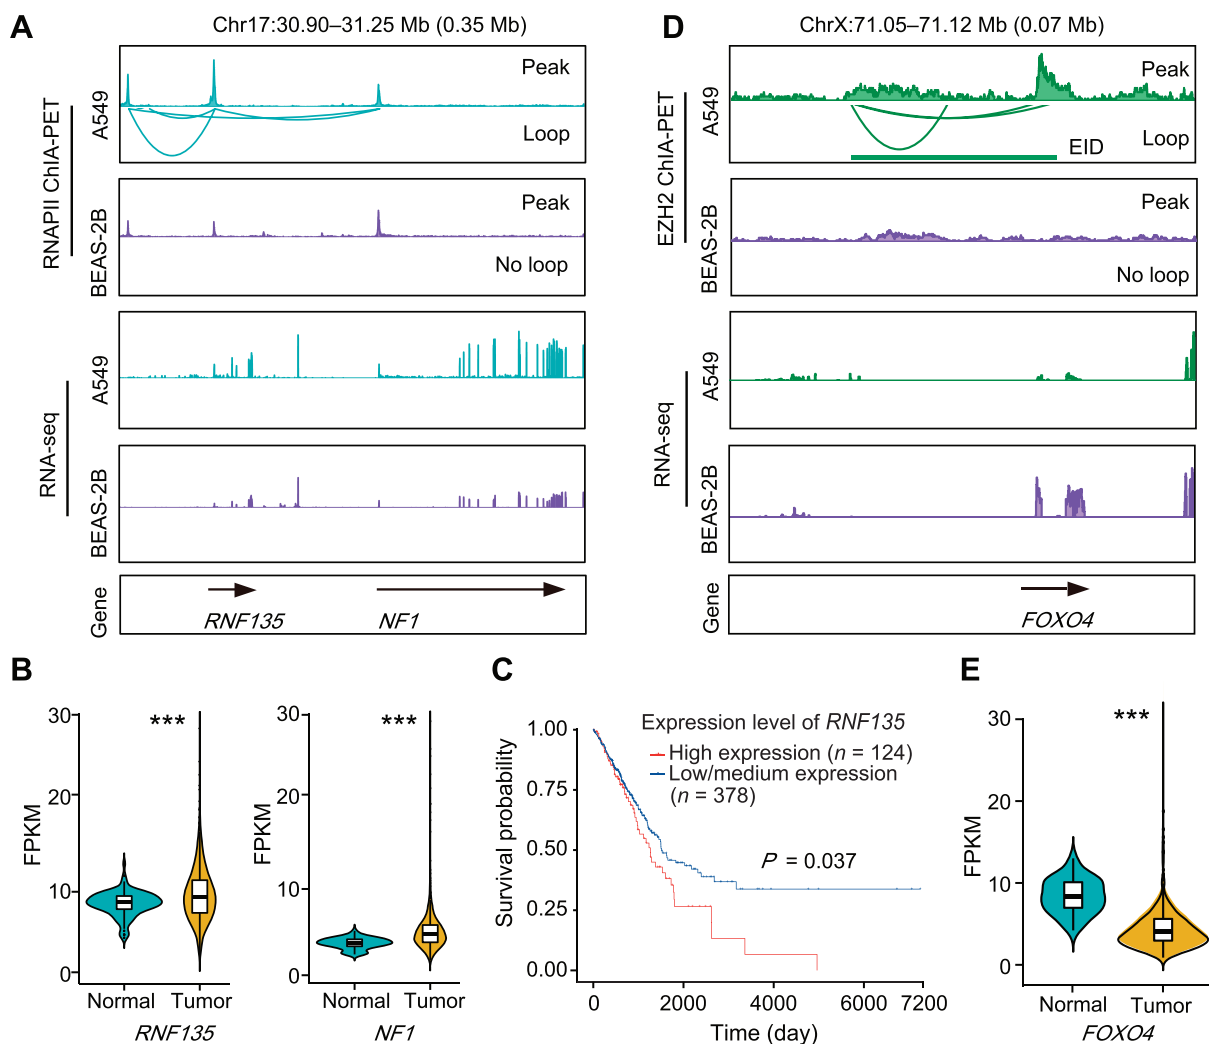 A
Chr17:30.90–31.25 Mb (0.35 Mb)
RNAPII ChIA-PET
A549
Peak
Loop
BEAS-2B
Peak
No loop
RNA-seq
A549
BEAS-2B
Gene
RNF135
NF1
D
ChrX:71.05–71.12 Mb (0.07 Mb)
EZH2 ChIA-PET
A549
Peak
Loop
EID
BEAS-2B
Peak
No loop
RNA-seq
A549
BEAS-2B
Gene
FOXO4
B
FPKM
30
20
10
0
***
Normal
Tumor
RNF135
FPKM
30
20
10
0
***
Normal
Tumor
NF1
C
Survival probability
1.00
0.75
0.50
0.25
0.00
Expression level of RNF135
High expression (n = 124)
Low/medium expression
(n = 378)
P = 0.037
0
2000
4000
6000
7200
Time (day)
E
FPKM
30
20
10
0
***
Normal
Tumor
FOXO4